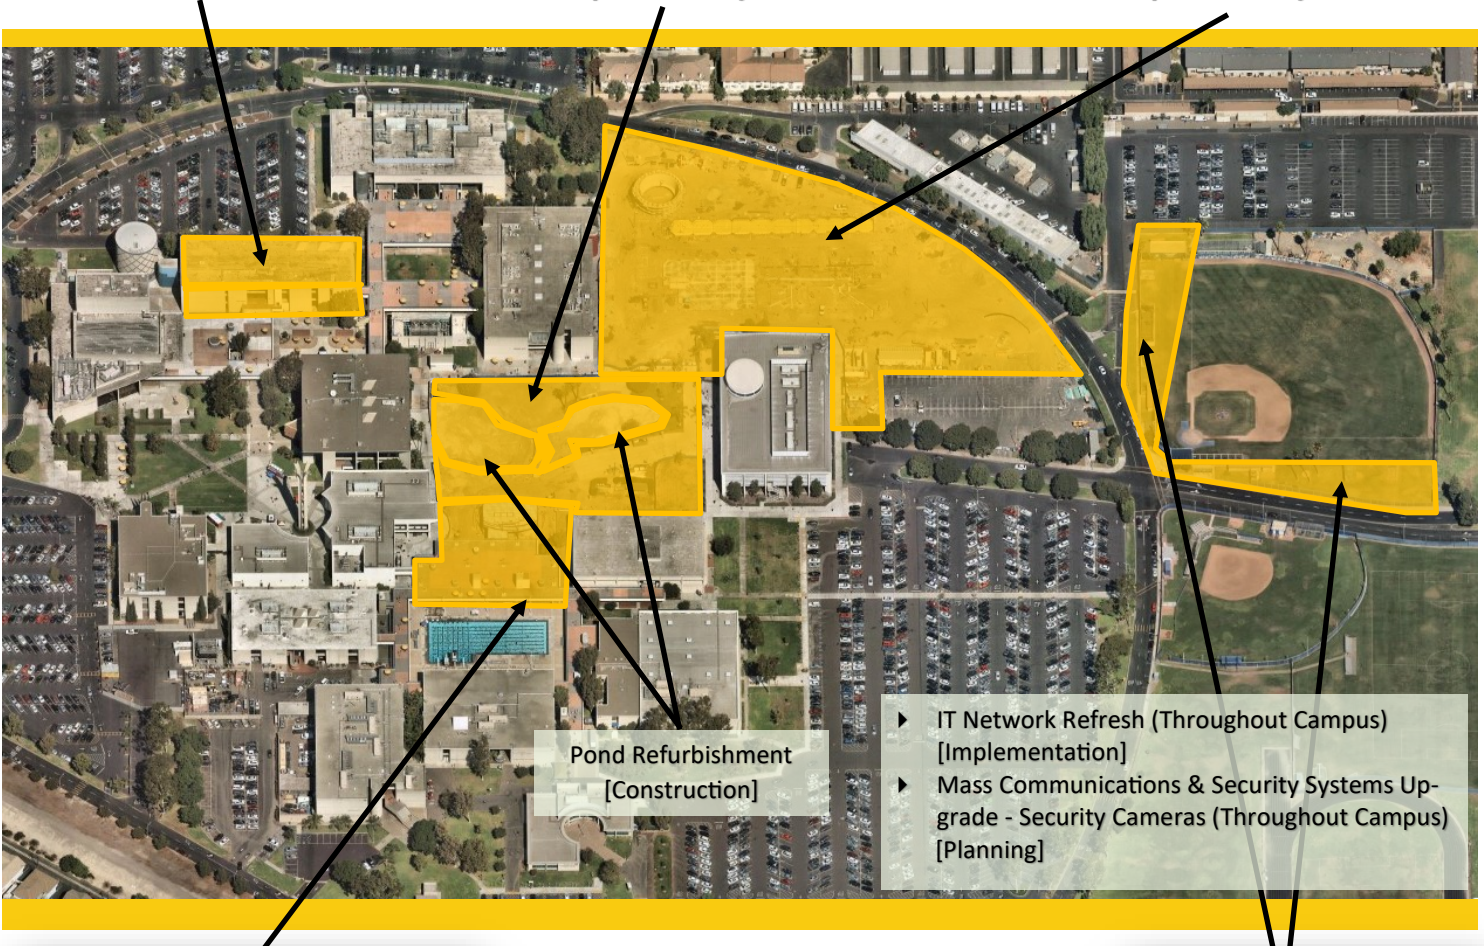 Pond Refurbishment
[Construction]
‣ IT Network Refresh (Throughout Campus)
[Implementation]
‣ Mass Communications & Security Systems Up-
grade - Security Cameras (Throughout Campus)
[Planning]